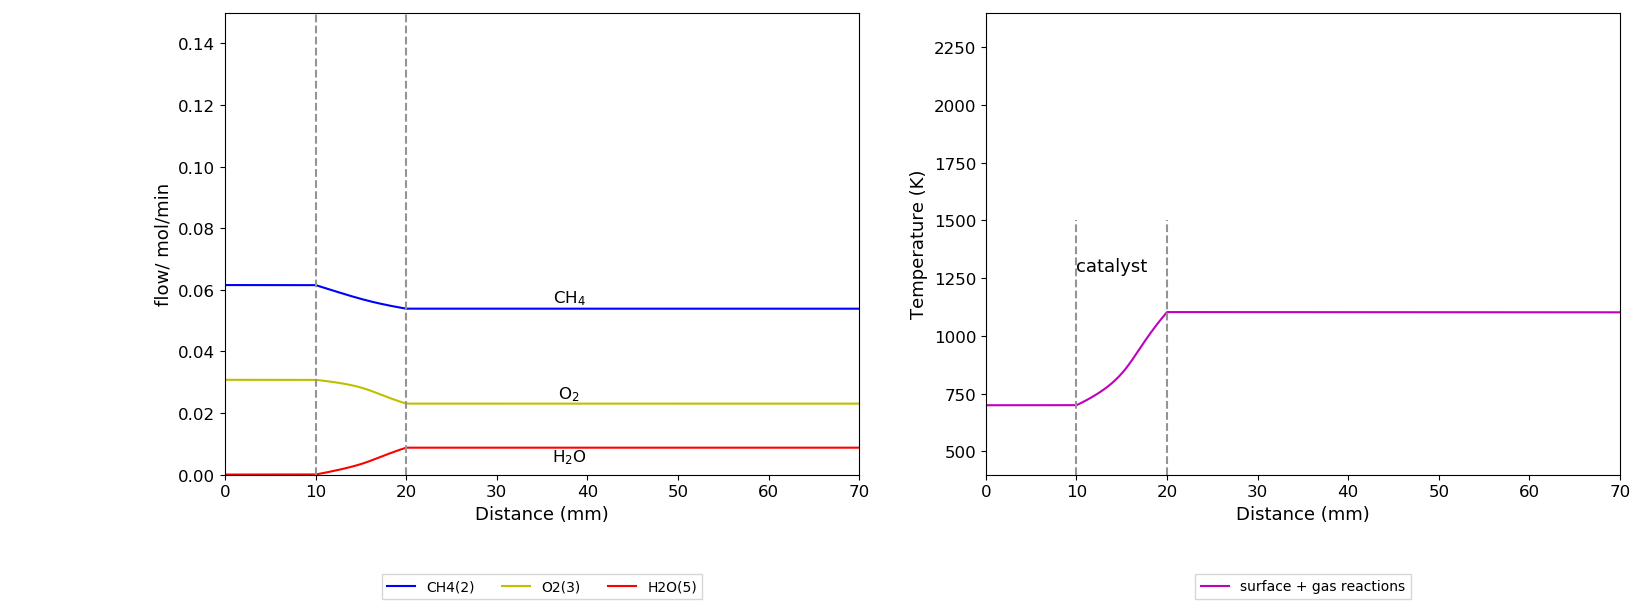 0.14
0.12
0.10
0.08
0.06
0.04
0.02
0.00
flow/ mol/min
CH₄
O₂
H₂O
0 10 20 30 40 50 60 70
Distance (mm)
CH4(2) O2(3) H2O(5)
2250
2000
1750
1500
1250
1000
750
500
Temperature (K)
catalyst
0 10 20 30 40 50 60 70
Distance (mm)
surface + gas reactions